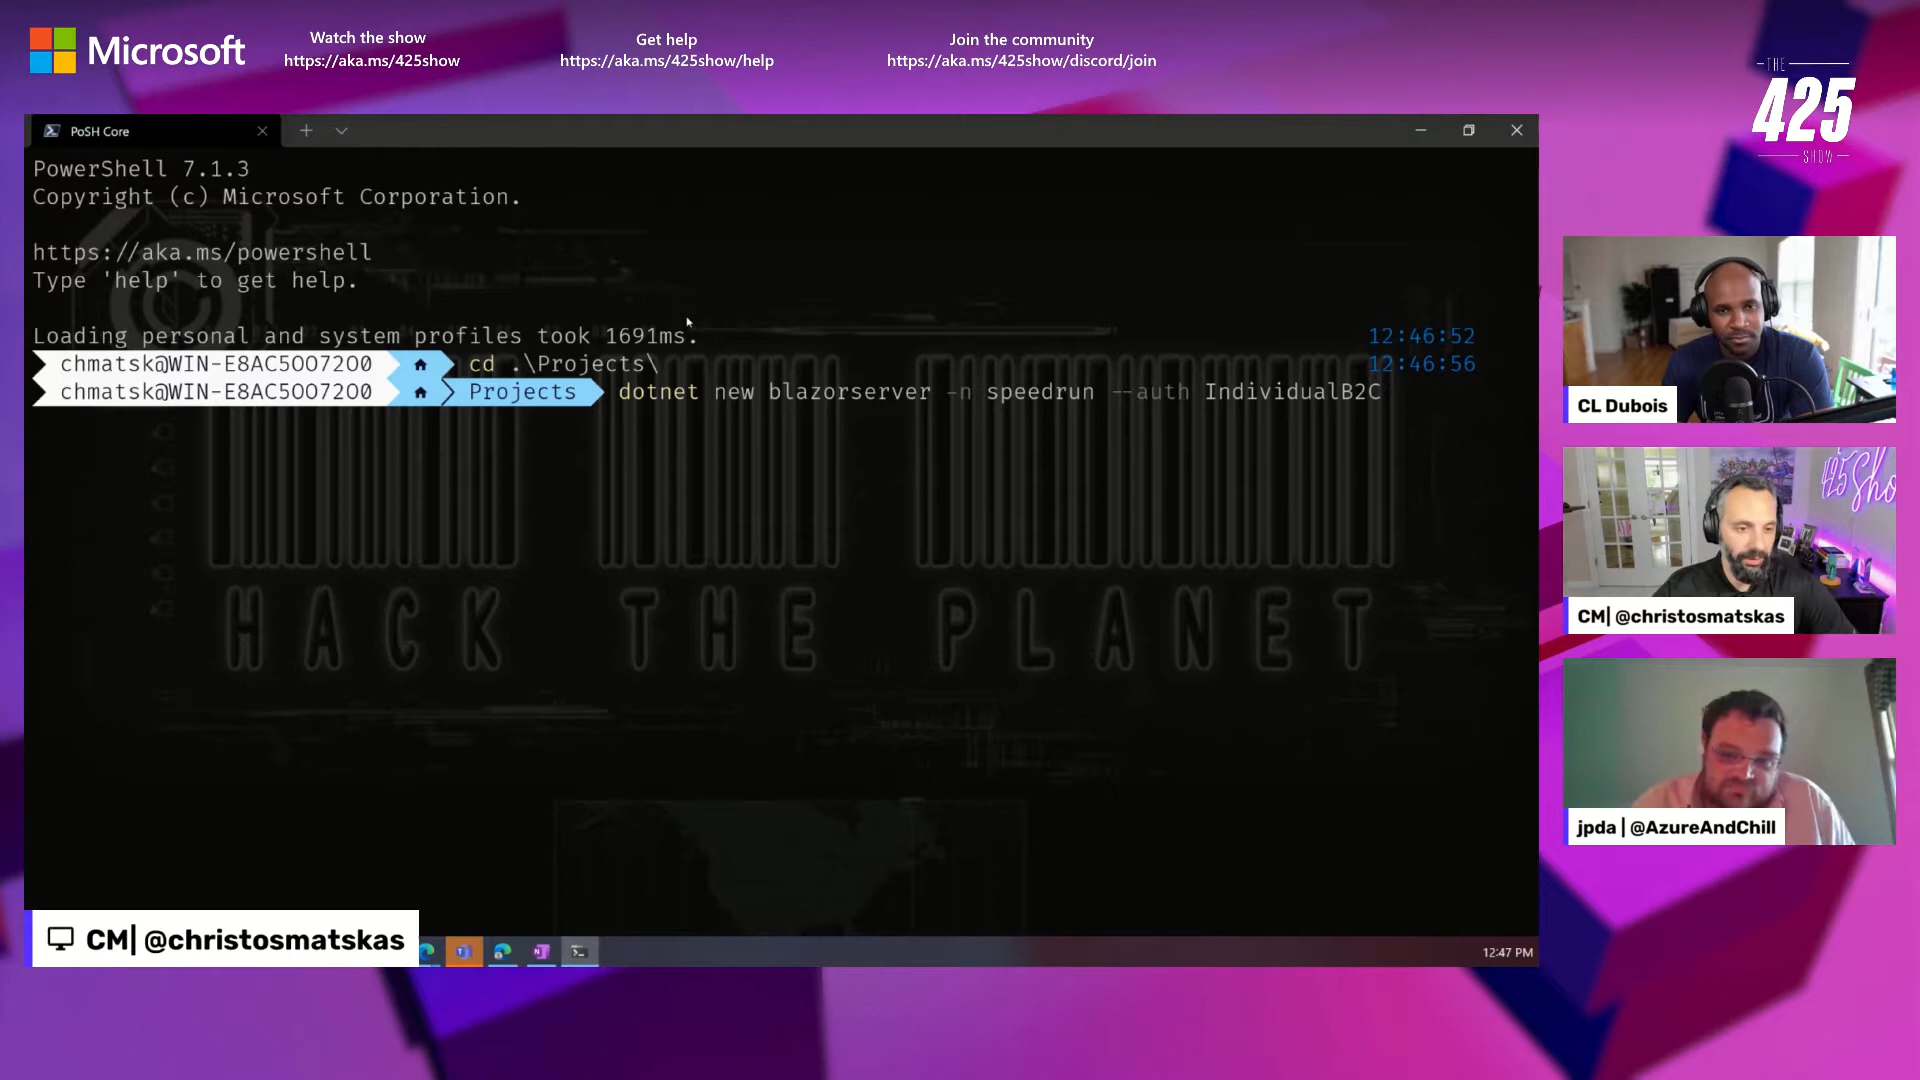 Microsoft
Watch the show
https://aka.ms/425show
Get help
https://aka.ms/425show/help
Join the community
https://aka.ms/425show/discord/join
THE
425
SHOW
PoSH Core
PowerShell 7.1.3
Copyright (c) Microsoft Corporation.
https://aka.ms/powershell
Type 'help' to get help.
Loading personal and system profiles took 1691ms.
12:46:52
chmatsk@WIN-E8AC5OO72OO cd .\Projects\
12:46:56
chmatsk@WIN-E8AC5OO72OO Projects dotnet new blazorserver -n speedrun --auth IndividualB2C
HACK THE PLANET
CL Dubois
425Sho
CM| @christosmatskas
jpda | @AzureAndChill
CM| @christosmatskas
12:47 PM